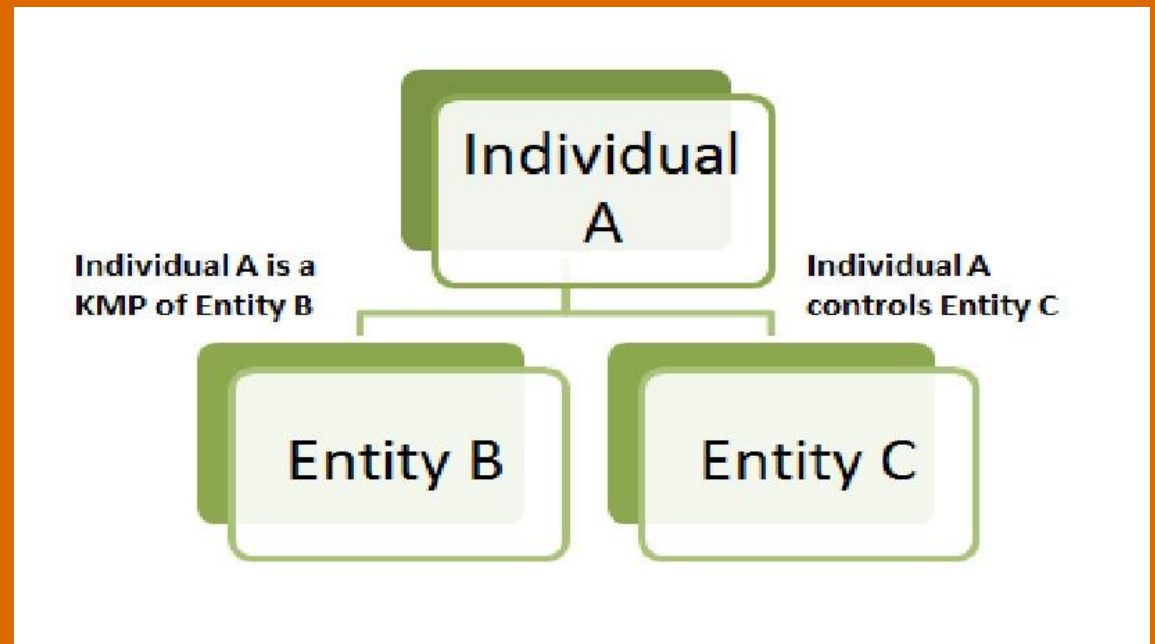 Individual
A
Individual A is a
KMP of Entity B
Individual A
controls Entity C
Entity B
Entity C